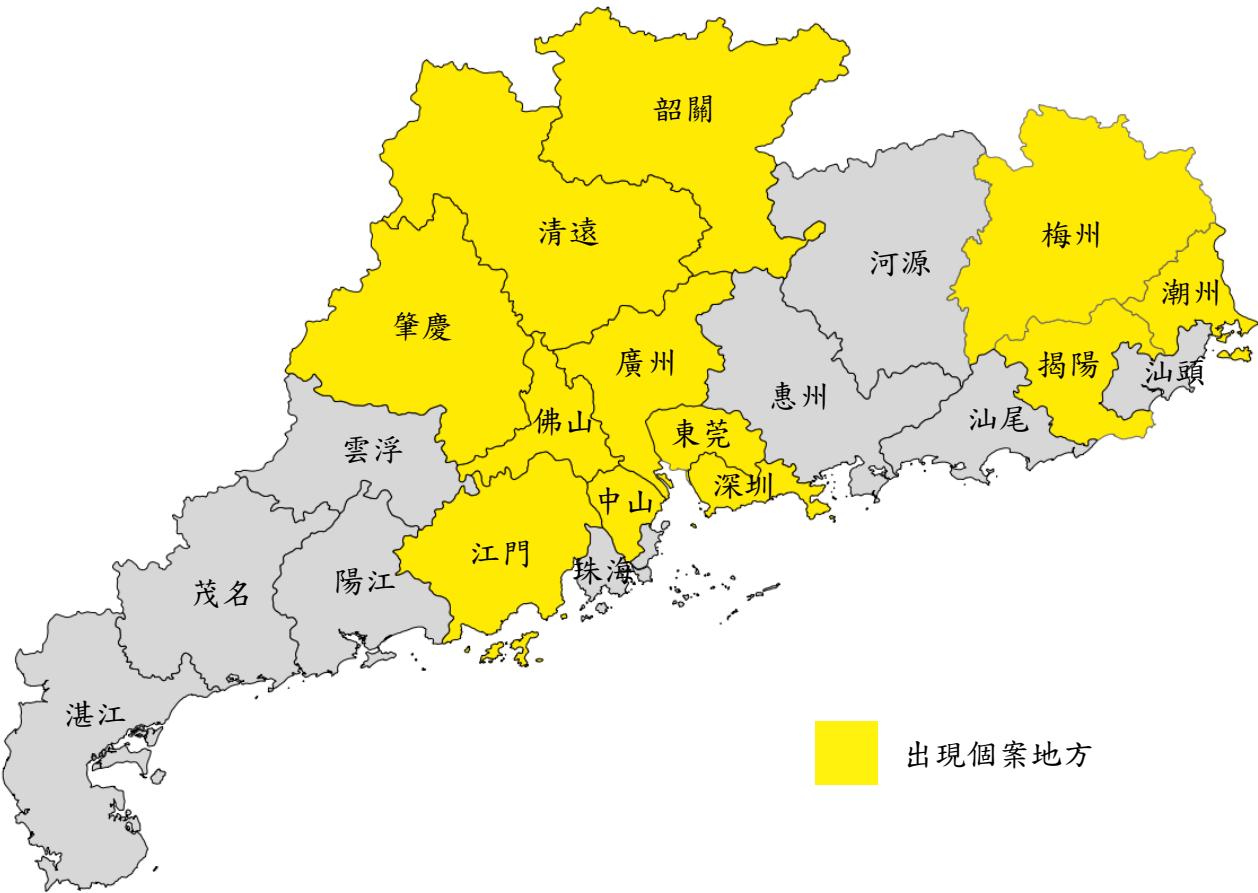 韶關
清遠
梅州
河源
潮州
肇慶
廣州
揭陽
汕頭
惠州
佛山
東莞
汕尾
雲浮
深圳
中山
江門
珠海
陽江
茂名
湛江
出現個案地方